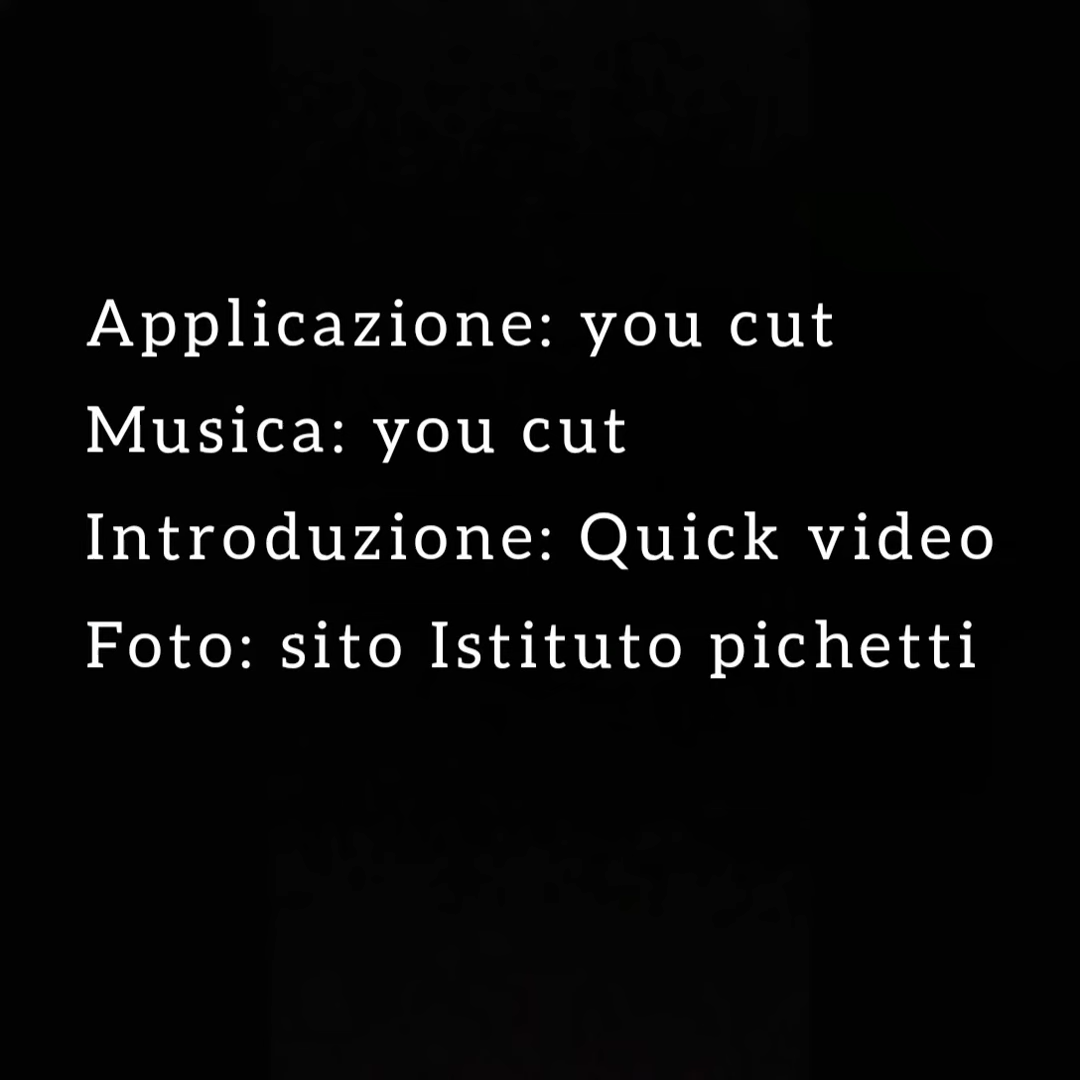 Applicazione: you cut
Musica: you cut
Introduzione: Quick video
Foto: sito Istituto pichetti